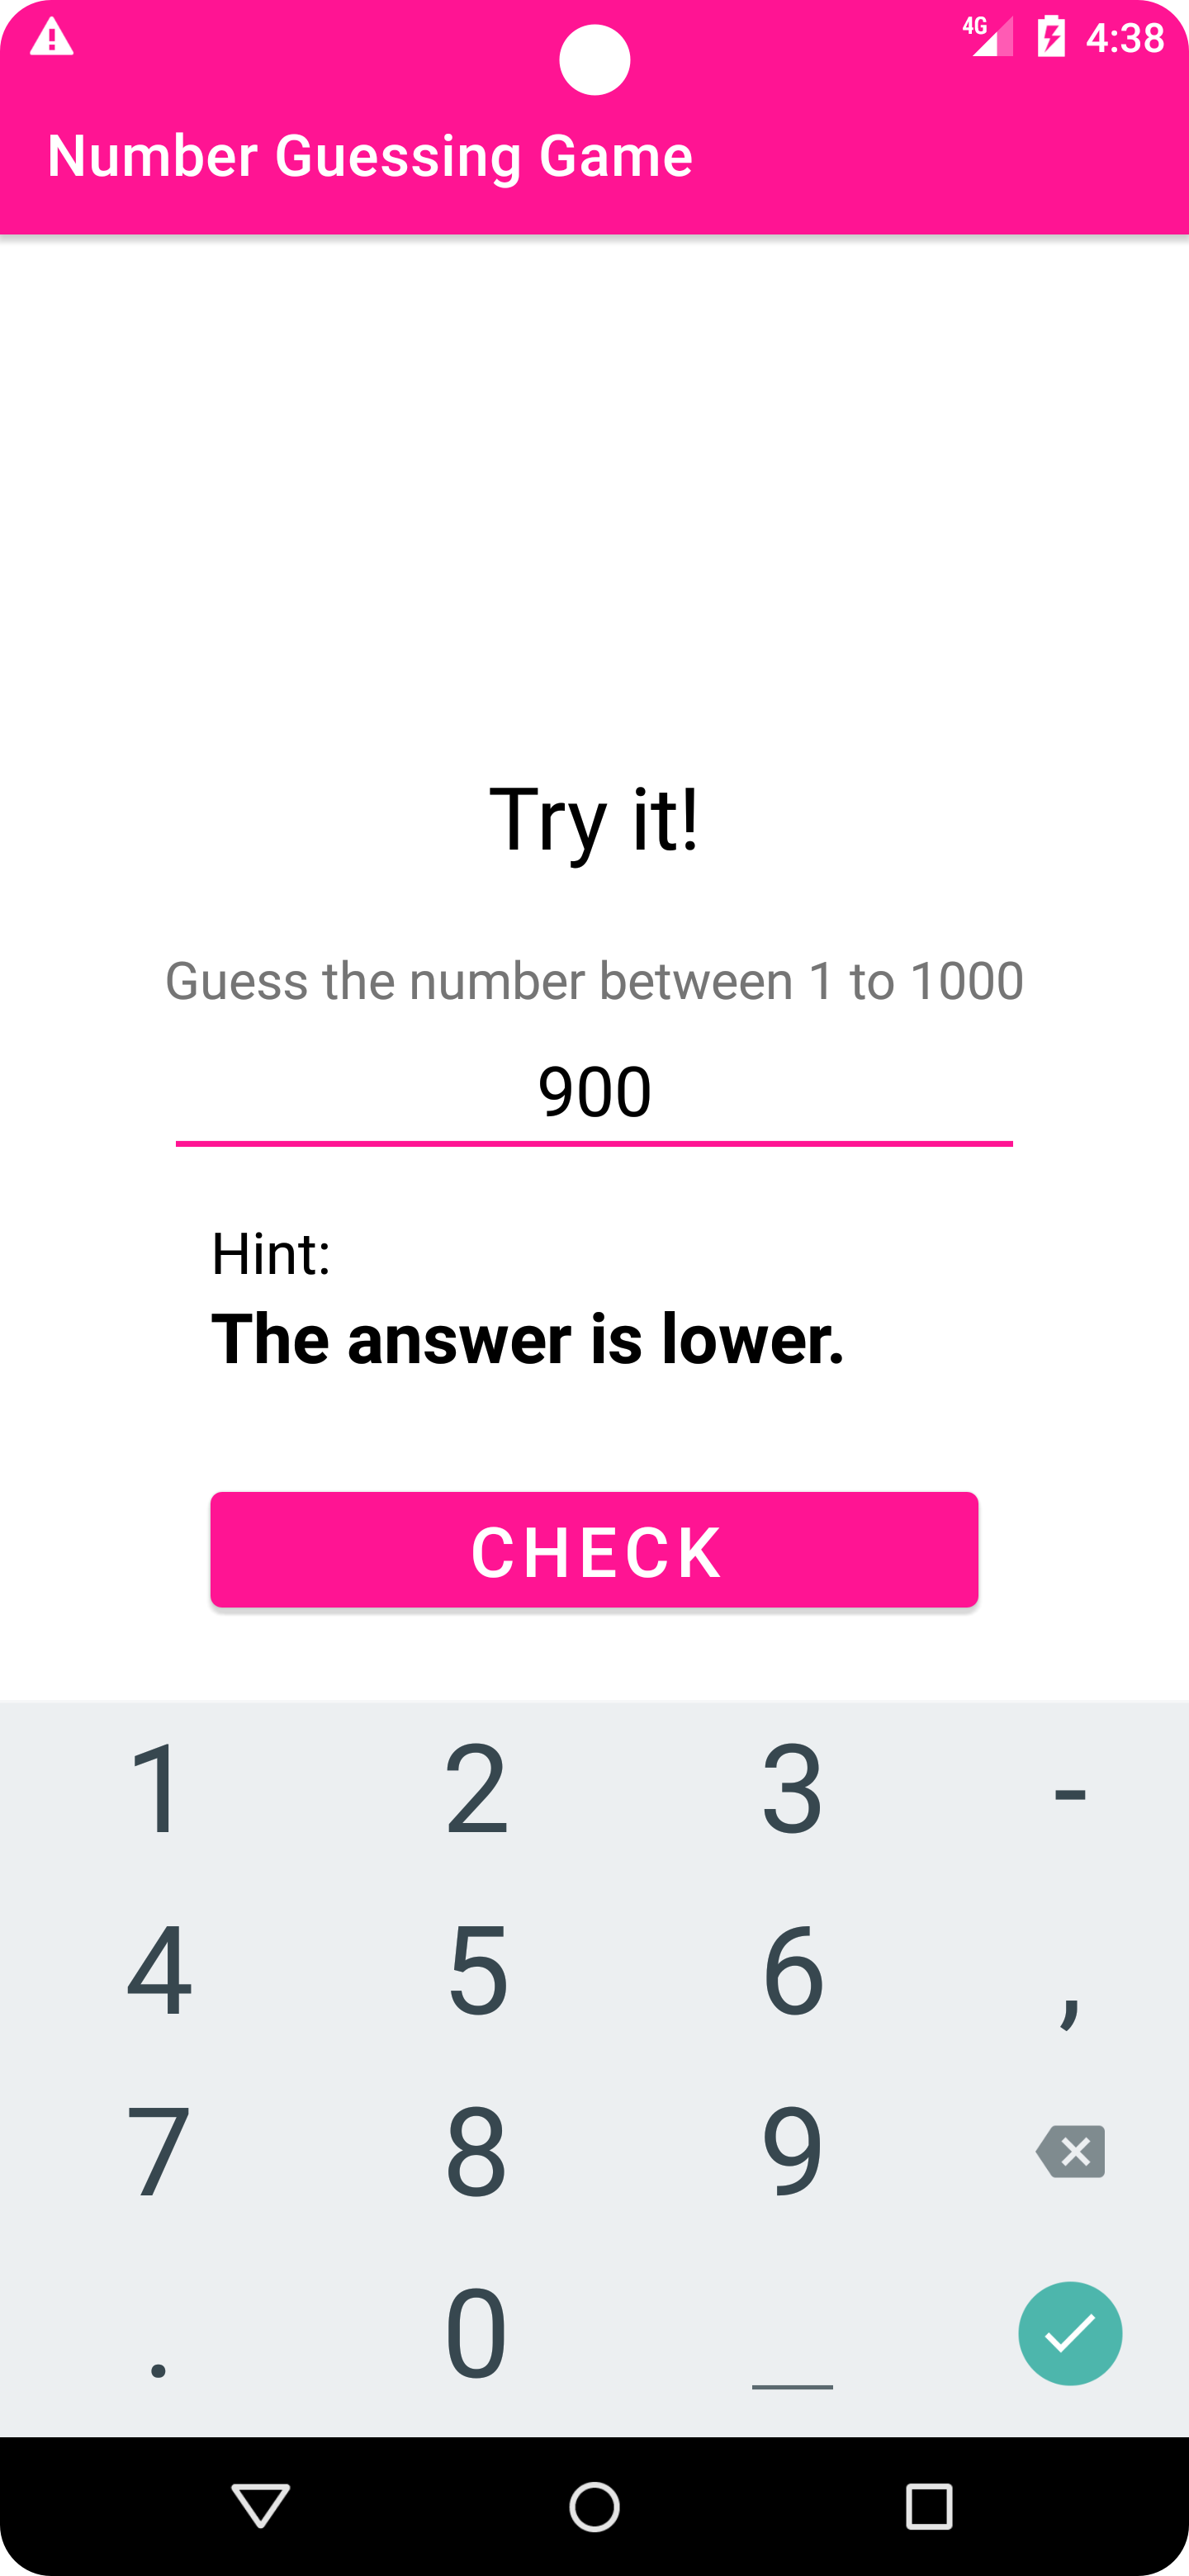 4G 4:38
Number Guessing Game
Try it!
Guess the number between 1 to 1000
900
Hint:
The answer is lower.
CHECK
1 2 3 -
4 5 6 ,
7 8 9
. 0